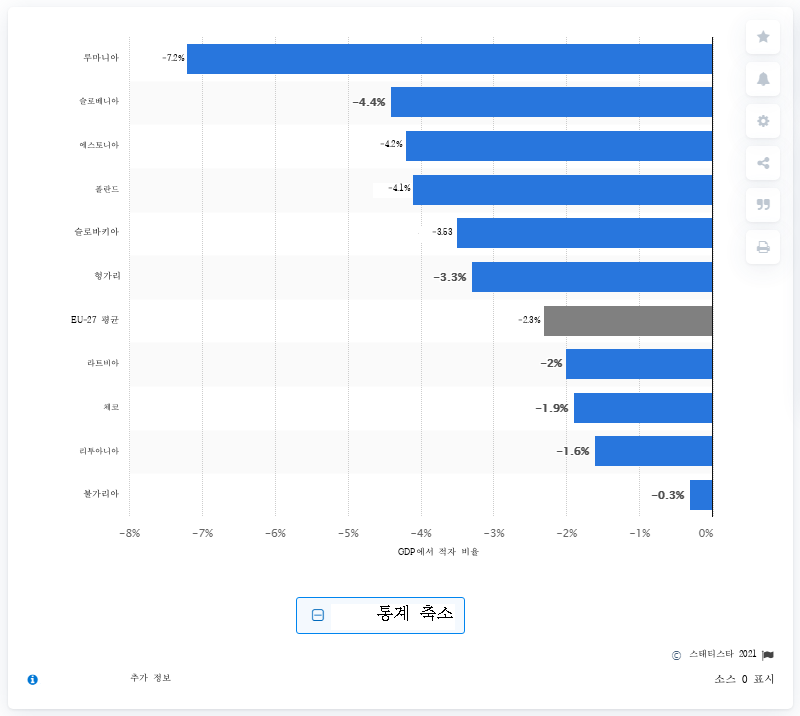 루마니아 -7.2%
슬로베니아 -4.4%
에스토니아 -4.2%
폴란드 -4.1%
슬로바키아 -3.53
헝가리 -3.3%
EU-27 평균 -2.3%
라트비아 -2%
체코 -1.9%
리투아니아 -1.6%
불가리아 -0.3%
-8% -7% -6% -5% -4% -3% -2% -1% 0%
GDP에서 적자 비율
통계 축소
© 스태티스타 2021
추가 정보 소스 0 표시